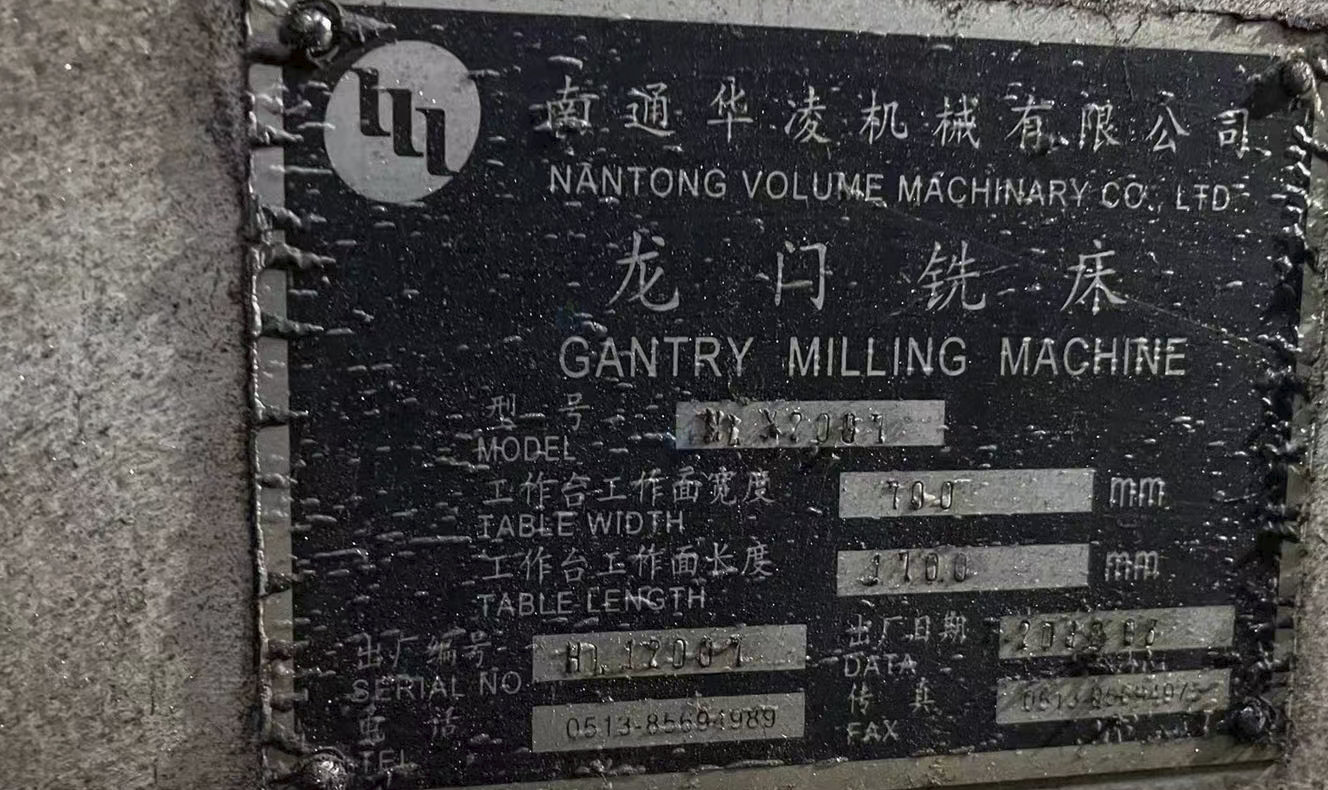 南通华凌机械有限公司
NANTONG VOLUME MACHINARY CO., LTD
龙门铣床
GANTRY MILLING MACHINE
型号
MODEL
工作台工作面宽度 700 mm
TABLE WIDTH
工作台工作面长度 1700 mm
TABLE LENGTH
出厂编号 出厂日期
SERIAL NO DATA
电话 0513-85694989 传真
TEL FAX